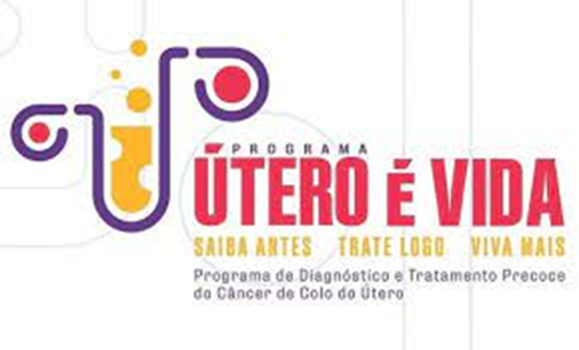 PROGRAMA
ÚTERO É VIDA
SAIBA ANTES TRATE LOGO VIVA MAIS
Programa de Diagnóstico e Tratamento Precoce
do Câncer de Colo do Útero